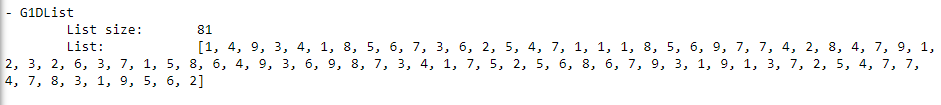 - G1DList
List size: 81
List: [1, 4, 9, 3, 4, 1, 8, 5, 6, 7, 3, 6, 2, 5, 4, 7, 1, 1, 1, 8, 5, 6, 9, 7, 7, 4, 2, 8, 4, 7, 9, 1,
2, 3, 2, 6, 3, 7, 1, 5, 8, 6, 4, 9, 3, 6, 9, 8, 7, 3, 4, 1, 7, 5, 2, 5, 6, 8, 6, 7, 9, 3, 1, 9, 1, 3, 7, 2, 5, 4, 7, 7,
4, 7, 8, 3, 1, 9, 5, 6, 2]